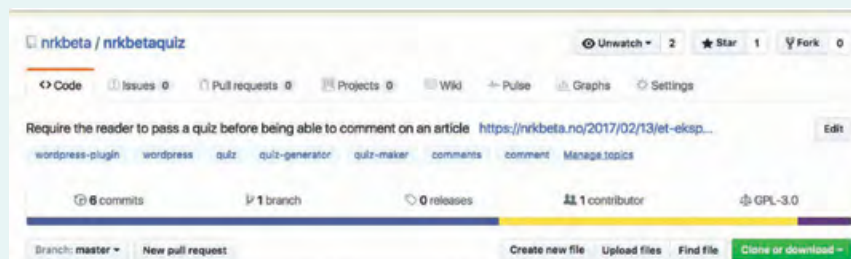 nrkbeta / nrkbetaquiz Unwatch 2 Star 1 Fork 0
Code Issues 0 Pull requests 0 Projects 0 Wiki Pulse Graphs Settings
Require the reader to pass a quiz before being able to comment on an article https://nrkbeta.no/2017/02/13/et-eksp... Edit
wordpress-plugin wordpress quiz quiz-generator quiz-maker comments comment Manage topics
6 commits 1 branch 0 releases 1 contributor GPL-3.0
Branch: master New pull request Create new file Upload files Find file Clone or download